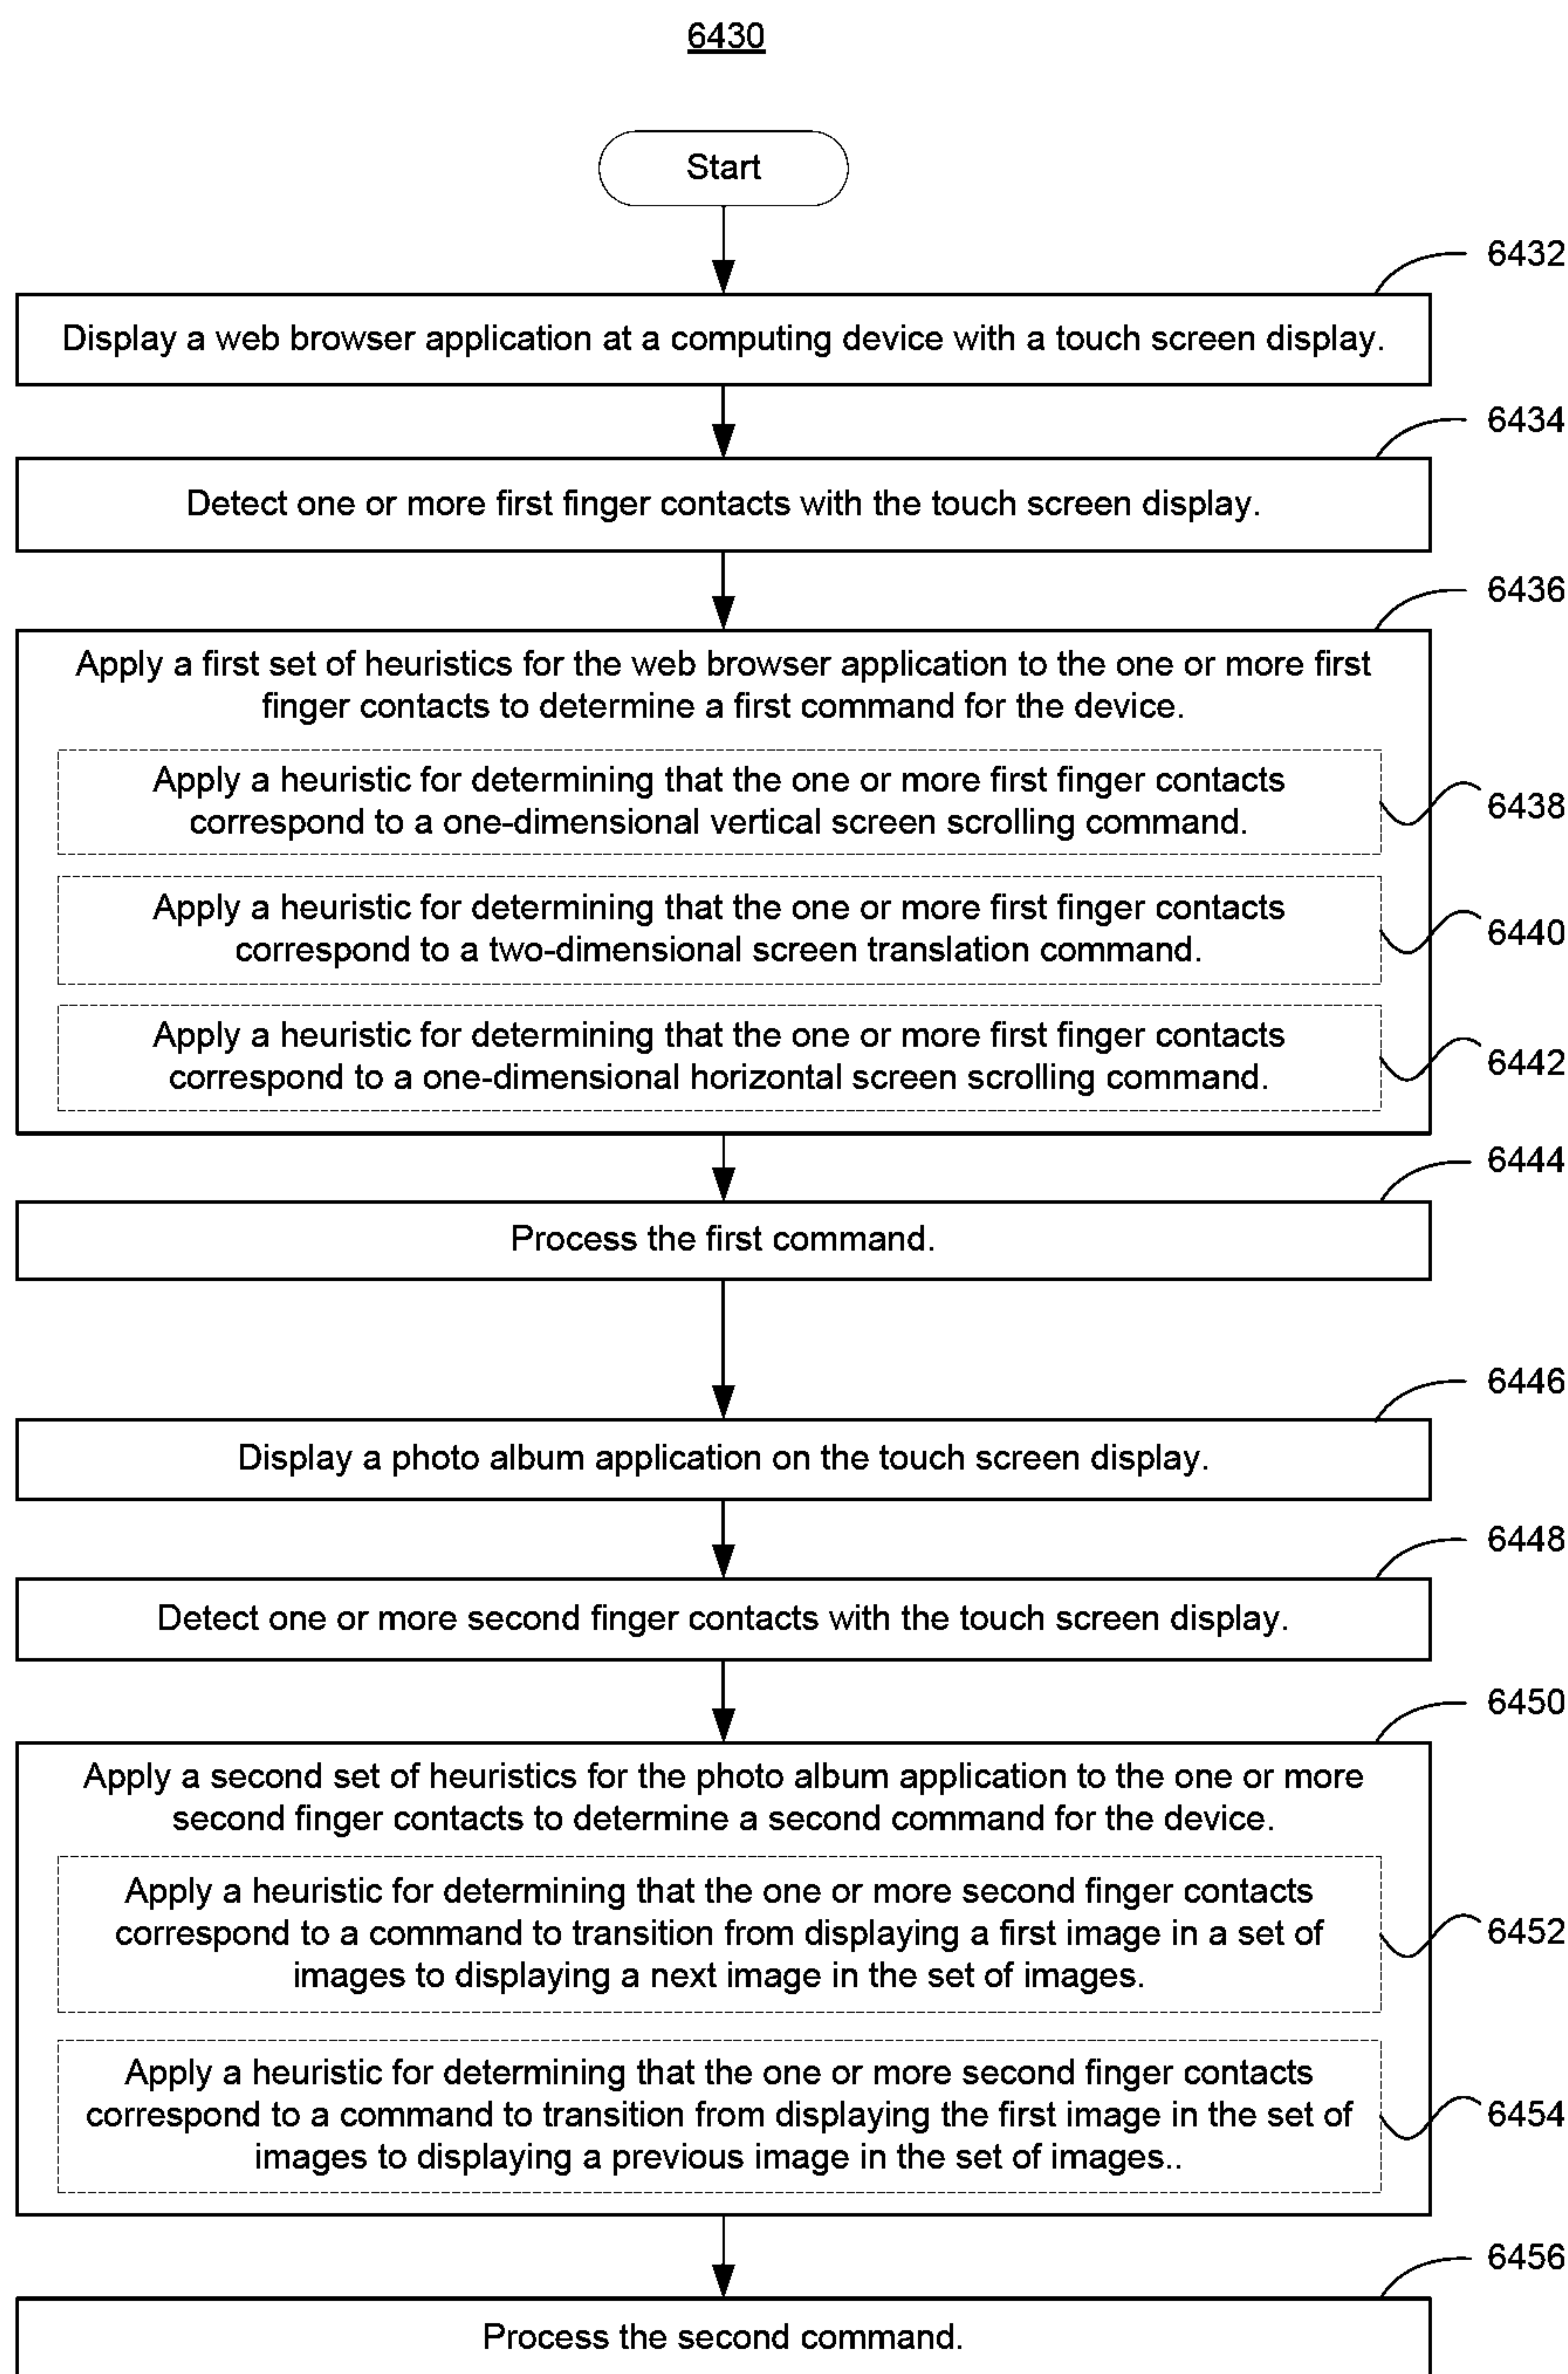 6430
Start
6432
Display a web browser application at a computing device with a touch screen display.
6434
Detect one or more first finger contacts with the touch screen display.
6436
Apply a first set of heuristics for the web browser application to the one or more first
finger contacts to determine a first command for the device.
Apply a heuristic for determining that the one or more first finger contacts
correspond to a one-dimensional vertical screen scrolling command.
6438
Apply a heuristic for determining that the one or more first finger contacts
correspond to a two-dimensional screen translation command.
6440
Apply a heuristic for determining that the one or more first finger contacts
correspond to a one-dimensional horizontal screen scrolling command.
6442
6444
Process the first command.
6446
Display a photo album application on the touch screen display.
6448
Detect one or more second finger contacts with the touch screen display.
6450
Apply a second set of heuristics for the photo album application to the one or more
second finger contacts to determine a second command for the device.
Apply a heuristic for determining that the one or more second finger contacts
correspond to a command to transition from displaying a first image in a set of
images to displaying a next image in the set of images.
6452
Apply a heuristic for determining that the one or more second finger contacts
correspond to a command to transition from displaying the first image in the set of
images to displaying a previous image in the set of images..
6454
6456
Process the second command.